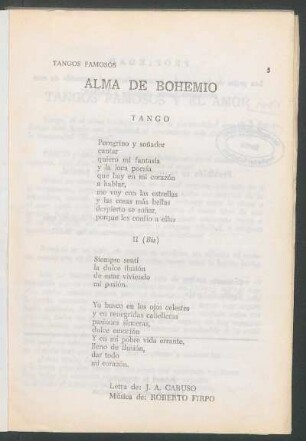 TANGOS FAMOSOS
5
ALMA DE BOHEMIO
TANGO
Peregrino y soñador
cantar
quiero mi fantasía
y la loca poesía
que hay en mi corazón
a hablar,
me voy con las estrellas
y las cosas más bellas
despierto se soñar,
porque les confieso ellas
II (Bis)
Siempre sentí
la dulce ilusión
de estar viviendo
mi pasión.
Yo busco en los ojos celestes
y en renegridas cabelleras
pasiones sinceras,
dulce emoción
Y en mi pobre vida errante,
llena de ilusión,
dar todo
mi corazón.
Letra de: J. A. CARUSO
Música de: ROBERTO FIRPO